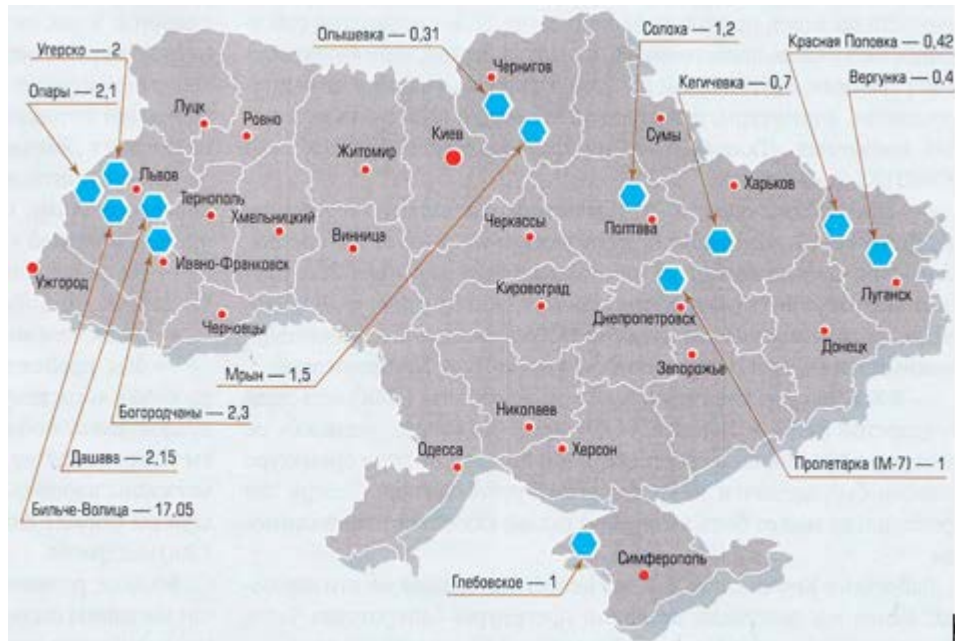 Угерско — 2
Опары — 2,1
Олышевка — 0,31
Солоха — 1,2
Красная Поповка — 0,42
Кегичевка — 0,7
Вергунка — 0,4
Чернигов
Луцк
Ровно
Киев
Житомир
Сумы
Харьков
Львов
Тернополь
Хмельницкий
Винница
Черкассы
Полтава
Ивано-Франковск
Ужгород
Черновцы
Кировоград
Днепропетровск
Луганск
Донецк
Запорожье
Мрын — 1,5
Богородчаны — 2,3
Дашава — 2,15
Бильче-Волица — 17,05
Николаев
Одесса
Херсон
Пролетарка (М-7) — 1
Глебовское — 1
Симферополь